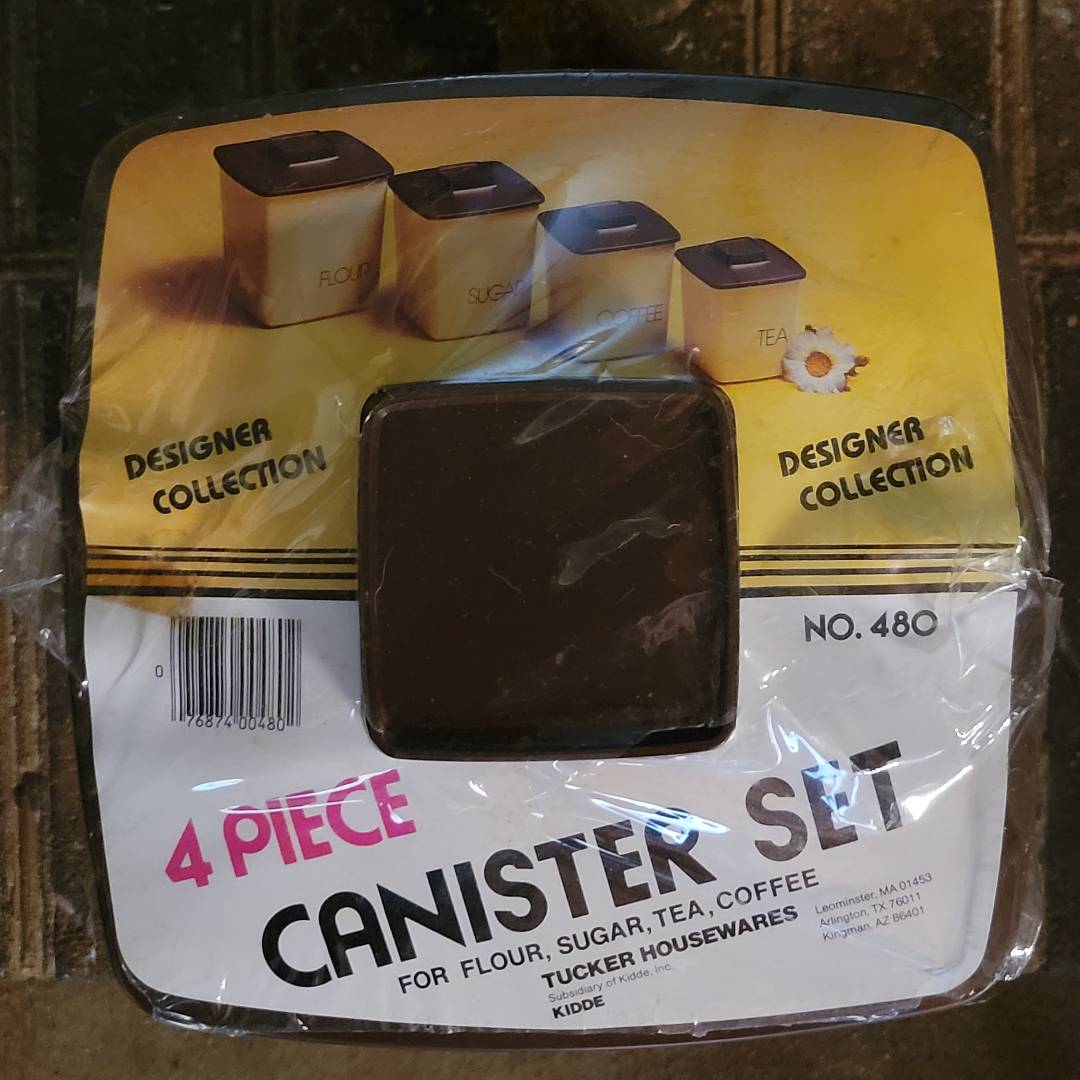 FLOUR
SUGAR
COFFEE
TEA
DESIGNER
COLLECTION
DESIGNER
COLLECTION
NO. 480
0
76874 00480
4 PIECE
CANISTER SET
FOR FLOUR, SUGAR, TEA, COFFEE
TUCKER HOUSEWARES
Subsidiary of Kidde, Inc.
KIDDE
Leominster, MA 01453
Arlington, TX 76011
Kingman, AZ 86401